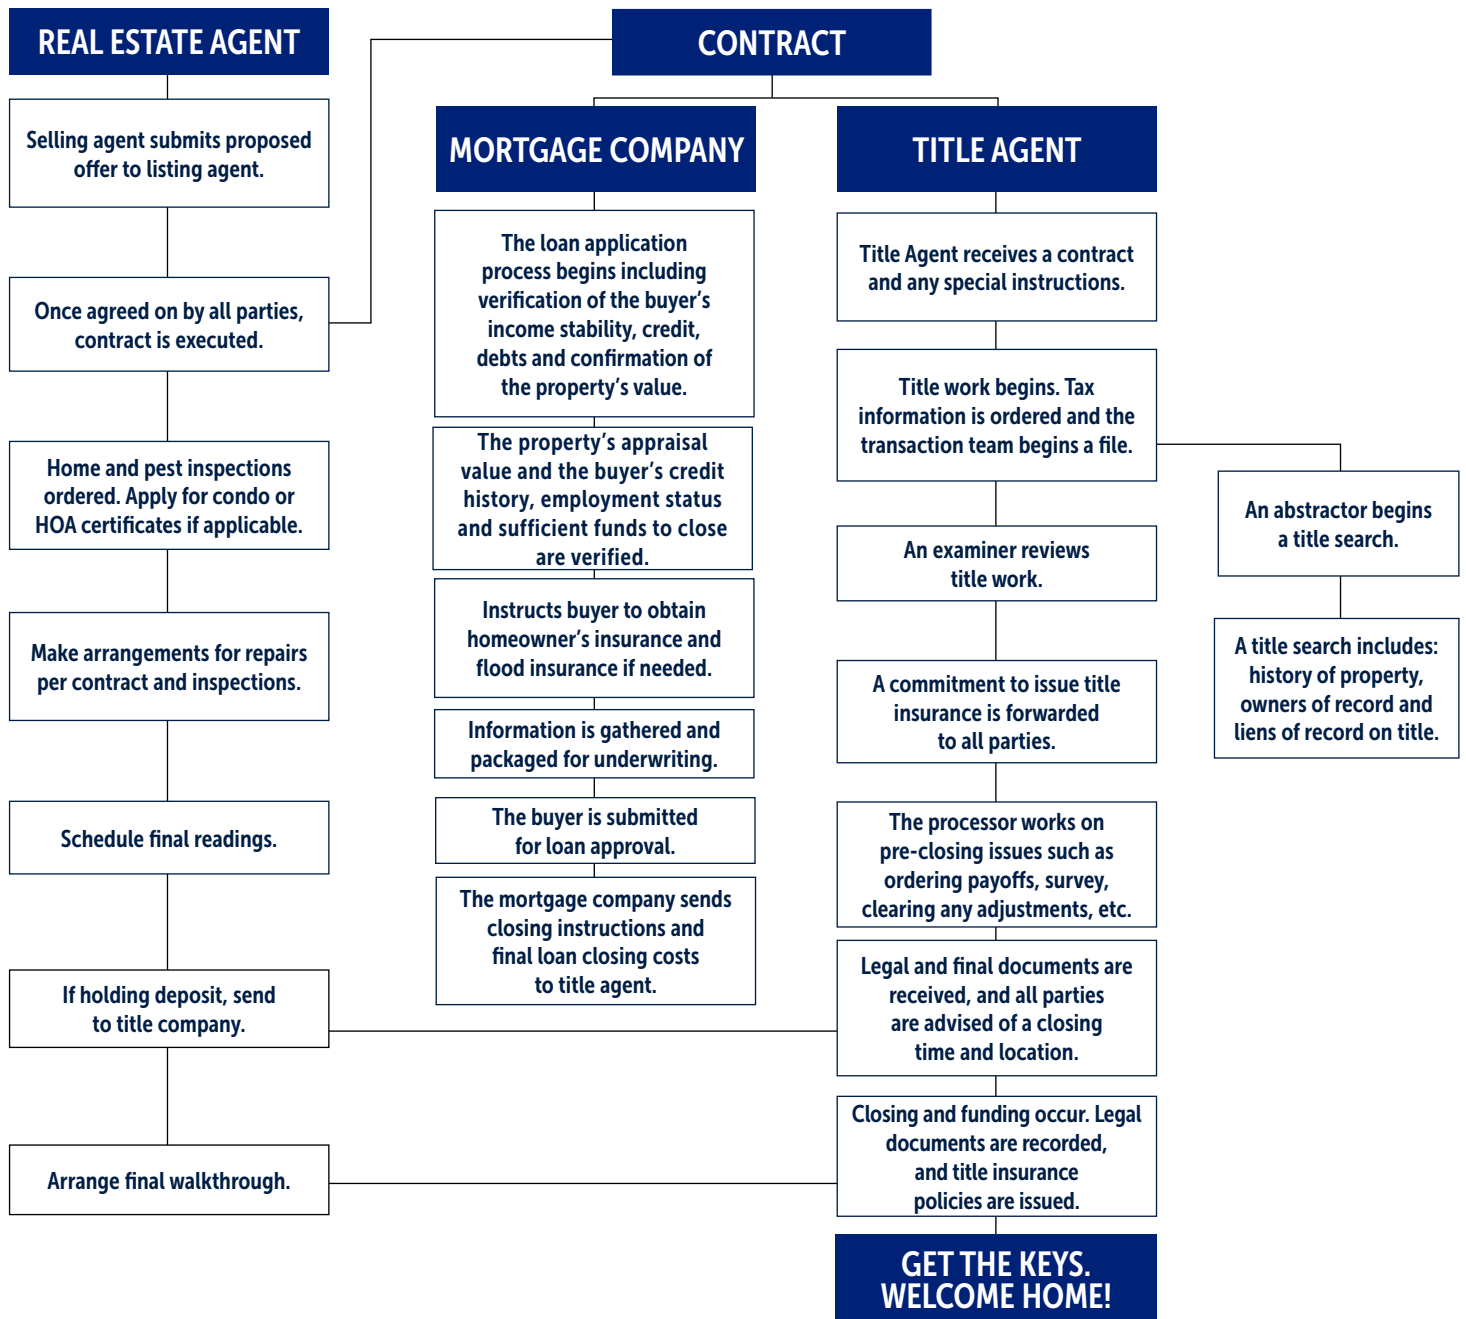 REAL ESTATE AGENT
Selling agent submits proposed
offer to listing agent.
Once agreed on by all parties,
contract is executed.
Home and pest inspections
ordered. Apply for condo or
HOA certificates if applicable.
Make arrangements for repairs
per contract and inspections.
Schedule final readings.
If holding deposit, send
to title company.
Arrange final walkthrough.
CONTRACT
MORTGAGE COMPANY
The loan application
process begins including
verification of the buyer’s
income stability, credit,
debts and confirmation of
the property’s value.
The property’s appraisal
value and the buyer’s credit
history, employment status
and sufficient funds to close
are verified.
Instructs buyer to obtain
homeowner’s insurance and
flood insurance if needed.
Information is gathered and
packaged for underwriting.
The buyer is submitted
for loan approval.
The mortgage company sends
closing instructions and
final loan closing costs
to title agent.
TITLE AGENT
Title Agent receives a contract
and any special instructions.
Title work begins. Tax
information is ordered and the
transaction team begins a file.
An examiner reviews
title work.
A commitment to issue title
insurance is forwarded
to all parties.
The processor works on
pre-closing issues such as
ordering payoffs, survey,
clearing any adjustments, etc.
Legal and final documents are
received, and all parties
are advised of a closing
time and location.
Closing and funding occur. Legal
documents are recorded,
and title insurance
policies are issued.
GET THE KEYS.
WELCOME HOME!
An abstractor begins
a title search.
A title search includes:
history of property,
owners of record and
liens of record on title.